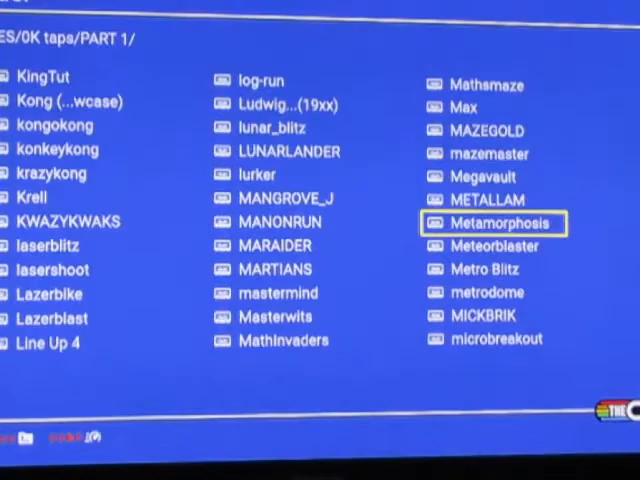 ES/0K taps/PART 1/
KingTut
Kong (...wcase)
kongokong
konkeykong
krazykong
Krell
KWAZYKWAKS
laserblitz
lasershoot
Lazerbike
Lazerblast
Line Up 4
log-run
Ludwig...(19xx)
lunar_blitz
LUNARLANDER
lurker
MANGROVE_J
MANONRUN
MARAIDER
MARTIANS
mastermind
Masterwits
MathInvaders
Mathsmaze
Max
MAZEGOLD
mazemaster
Megavault
METALLAM
Metamorphosis
Meteorblaster
Metro Blitz
metrodome
MICKBRIK
microbreakout
THE